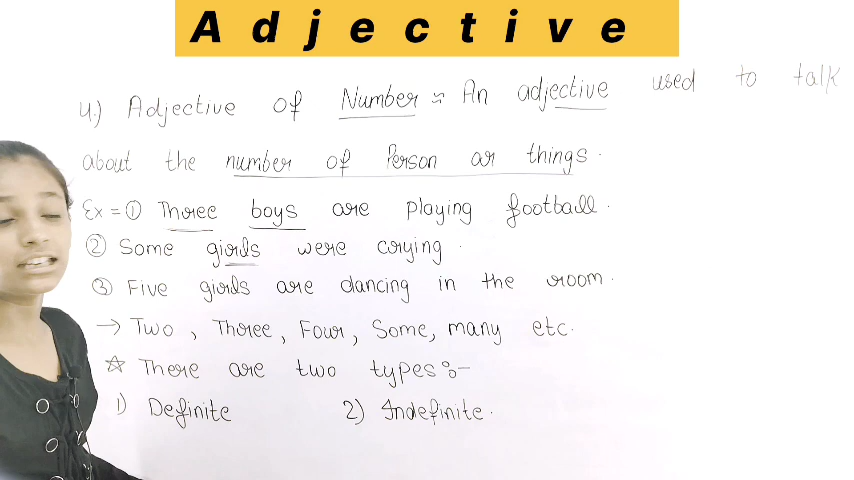 Adjective
4.) Adjective of Number :- An adjective used to talk
about the number of Person or things.
Ex = ① Three boys are playing football.
② Some girls were crying.
③ Five girls are dancing in the room.
→ Two, Three, Four, Some, many etc.
☆ There are two types:-
1) Definite 2) Indefinite.